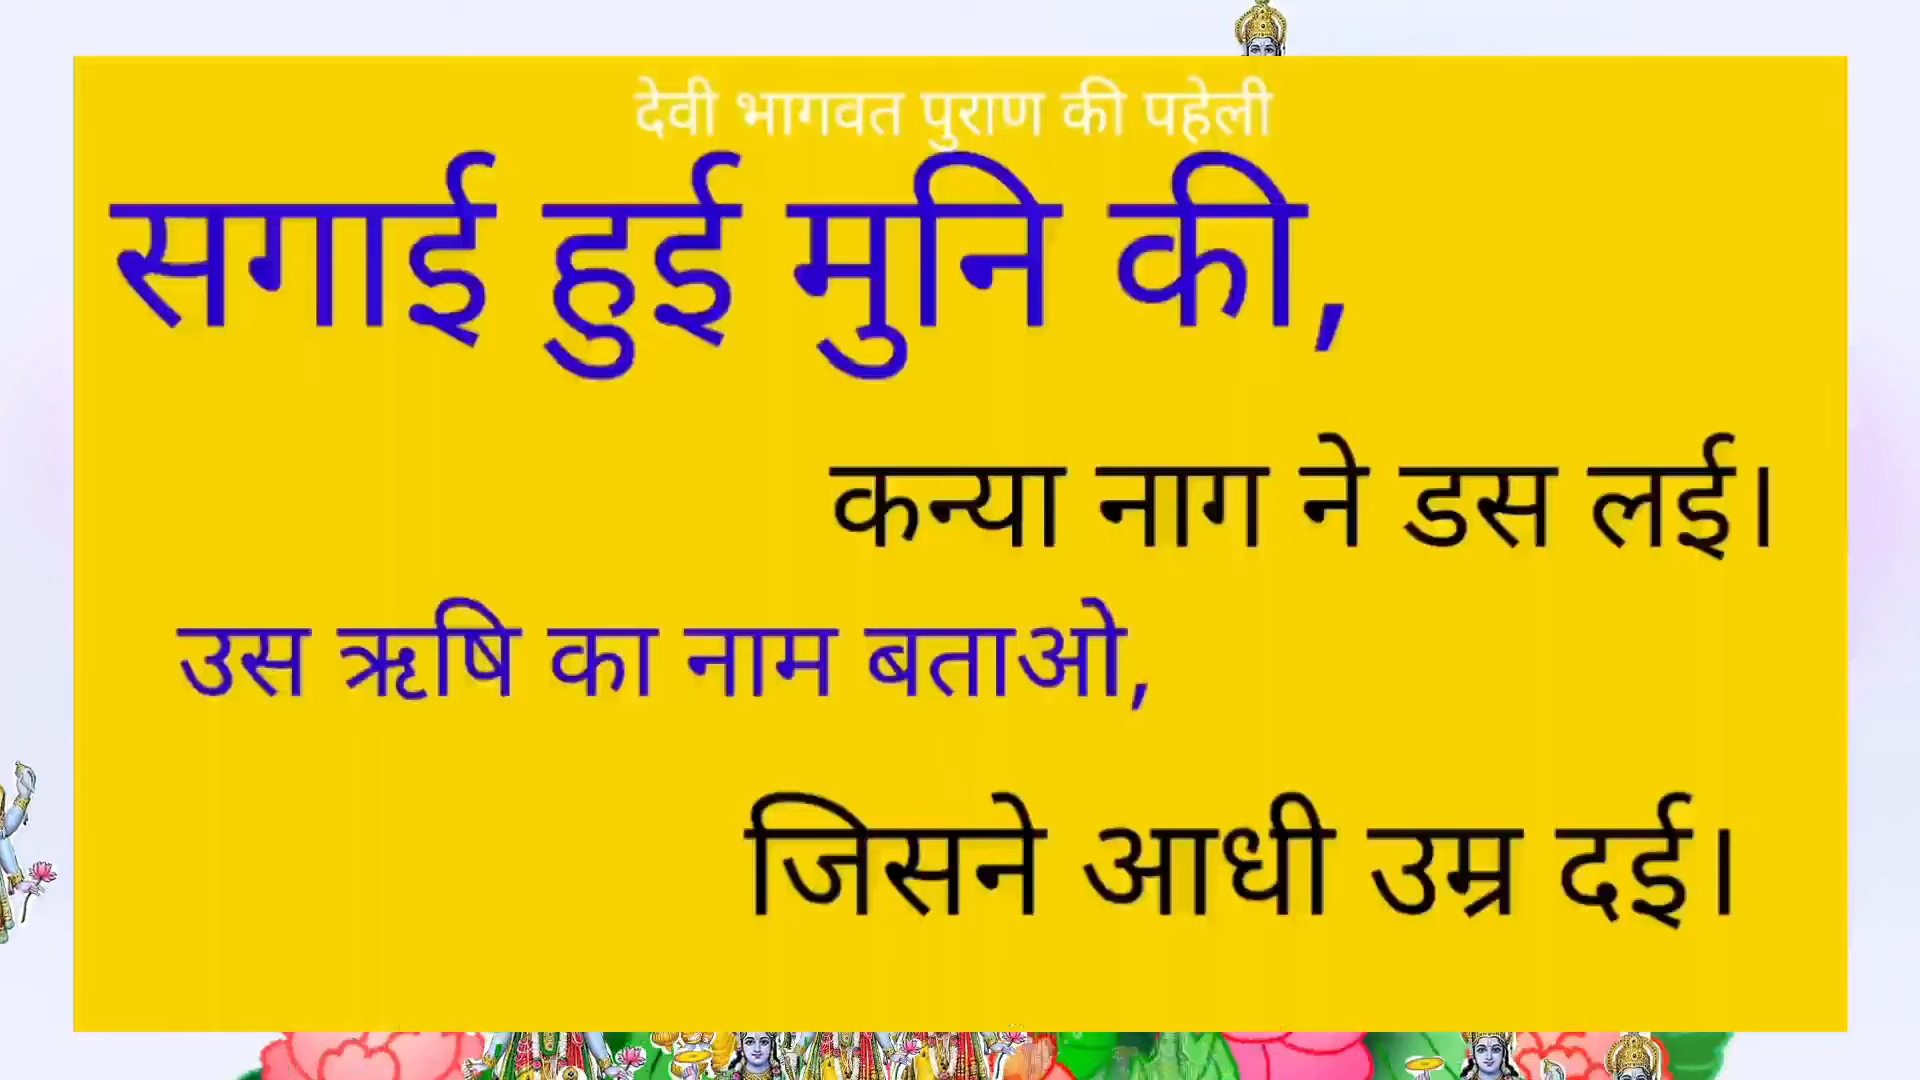 देवी भागवत पुराण की पहेली
सगाई हुई मुनि की,
कन्या नाग ने डस लई।
उस ऋषि का नाम बताओ,
जिसने आधी उम्र दई।